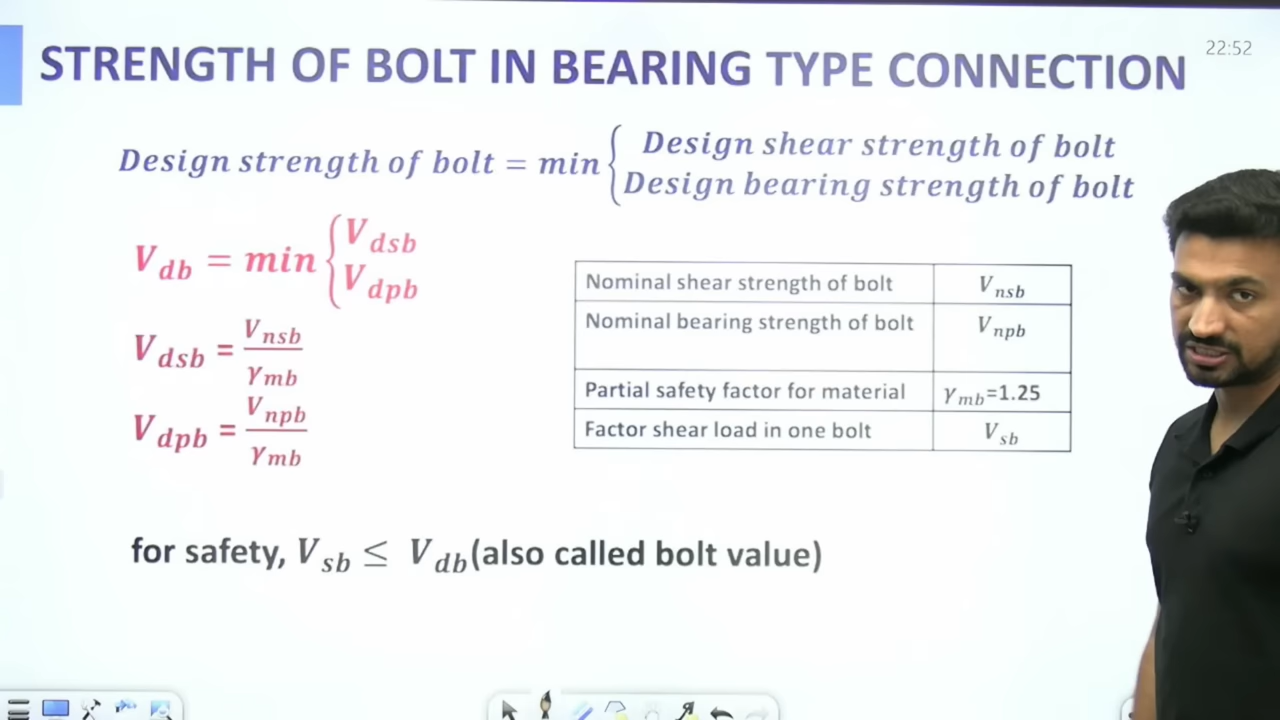 22:52
STRENGTH OF BOLT IN BEARING TYPE CONNECTION
Design strength of bolt = min { Design shear strength of bolt
Design bearing strength of bolt
V_db = min { V_dsb
V_dpb
V_dsb = V_nsb / γ_mb
V_dpb = V_npb / γ_mb
Nominal shear strength of bolt V_nsb
Nominal bearing strength of bolt V_npb
Partial safety factor for material γ_mb=1.25
Factor shear load in one bolt V_sb
for safety, V_sb ≤ V_db(also called bolt value)